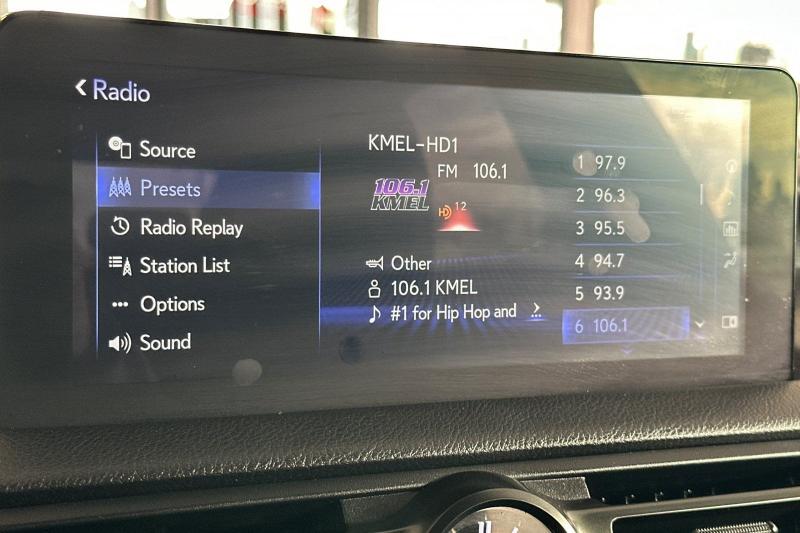 Radio
Source
Presets
Radio Replay
Station List
Options
Sound
KMEL-HD1
FM 106.1
106.1
KMEL
HD 12
Other
106.1 KMEL
#1 for Hip Hop and
1 97.9
2 96.3
3 95.5
4 94.7
5 93.9
6 106.1